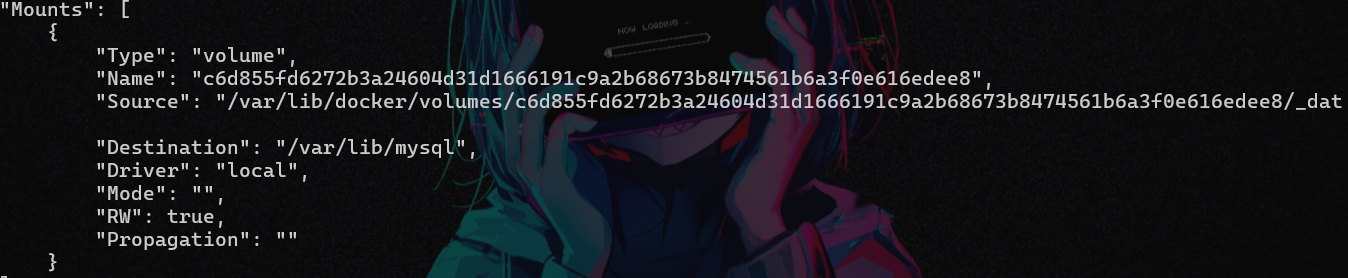 "Mounts": [
    {
        "Type": "volume",
        "Name": "c6d855fd6272b3a24604d31d1666191c9a2b68673b8474561b6a3f0e616edee8",
        "Source": "/var/lib/docker/volumes/c6d855fd6272b3a24604d31d1666191c9a2b68673b8474561b6a3f0e616edee8/_dat
        "Destination": "/var/lib/mysql",
        "Driver": "local",
        "Mode": "",
        "RW": true,
        "Propagation": ""
    }
NOW LOADING …